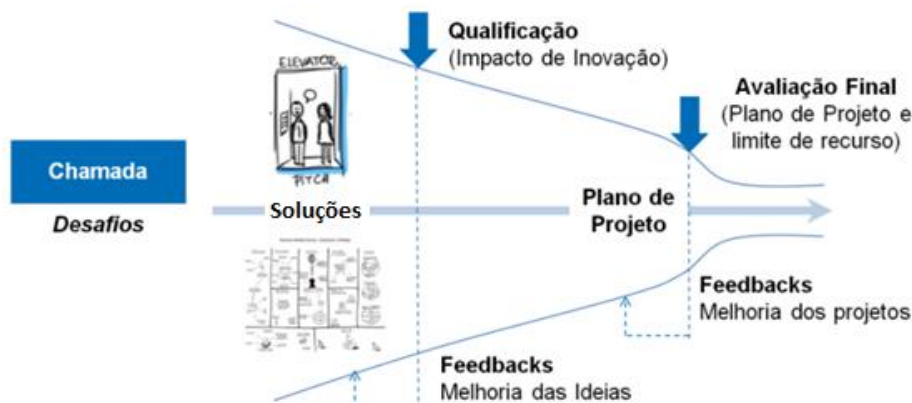 Qualificação
(Impacto de Inovação)
ELEVATOR
PITCH
Avaliação Final
(Plano de Projeto e
limite de recurso)
Chamada
Desafios
Soluções
Plano de
Projeto
Feedbacks
Melhoria dos projetos
Feedbacks
Melhoria das Ideias